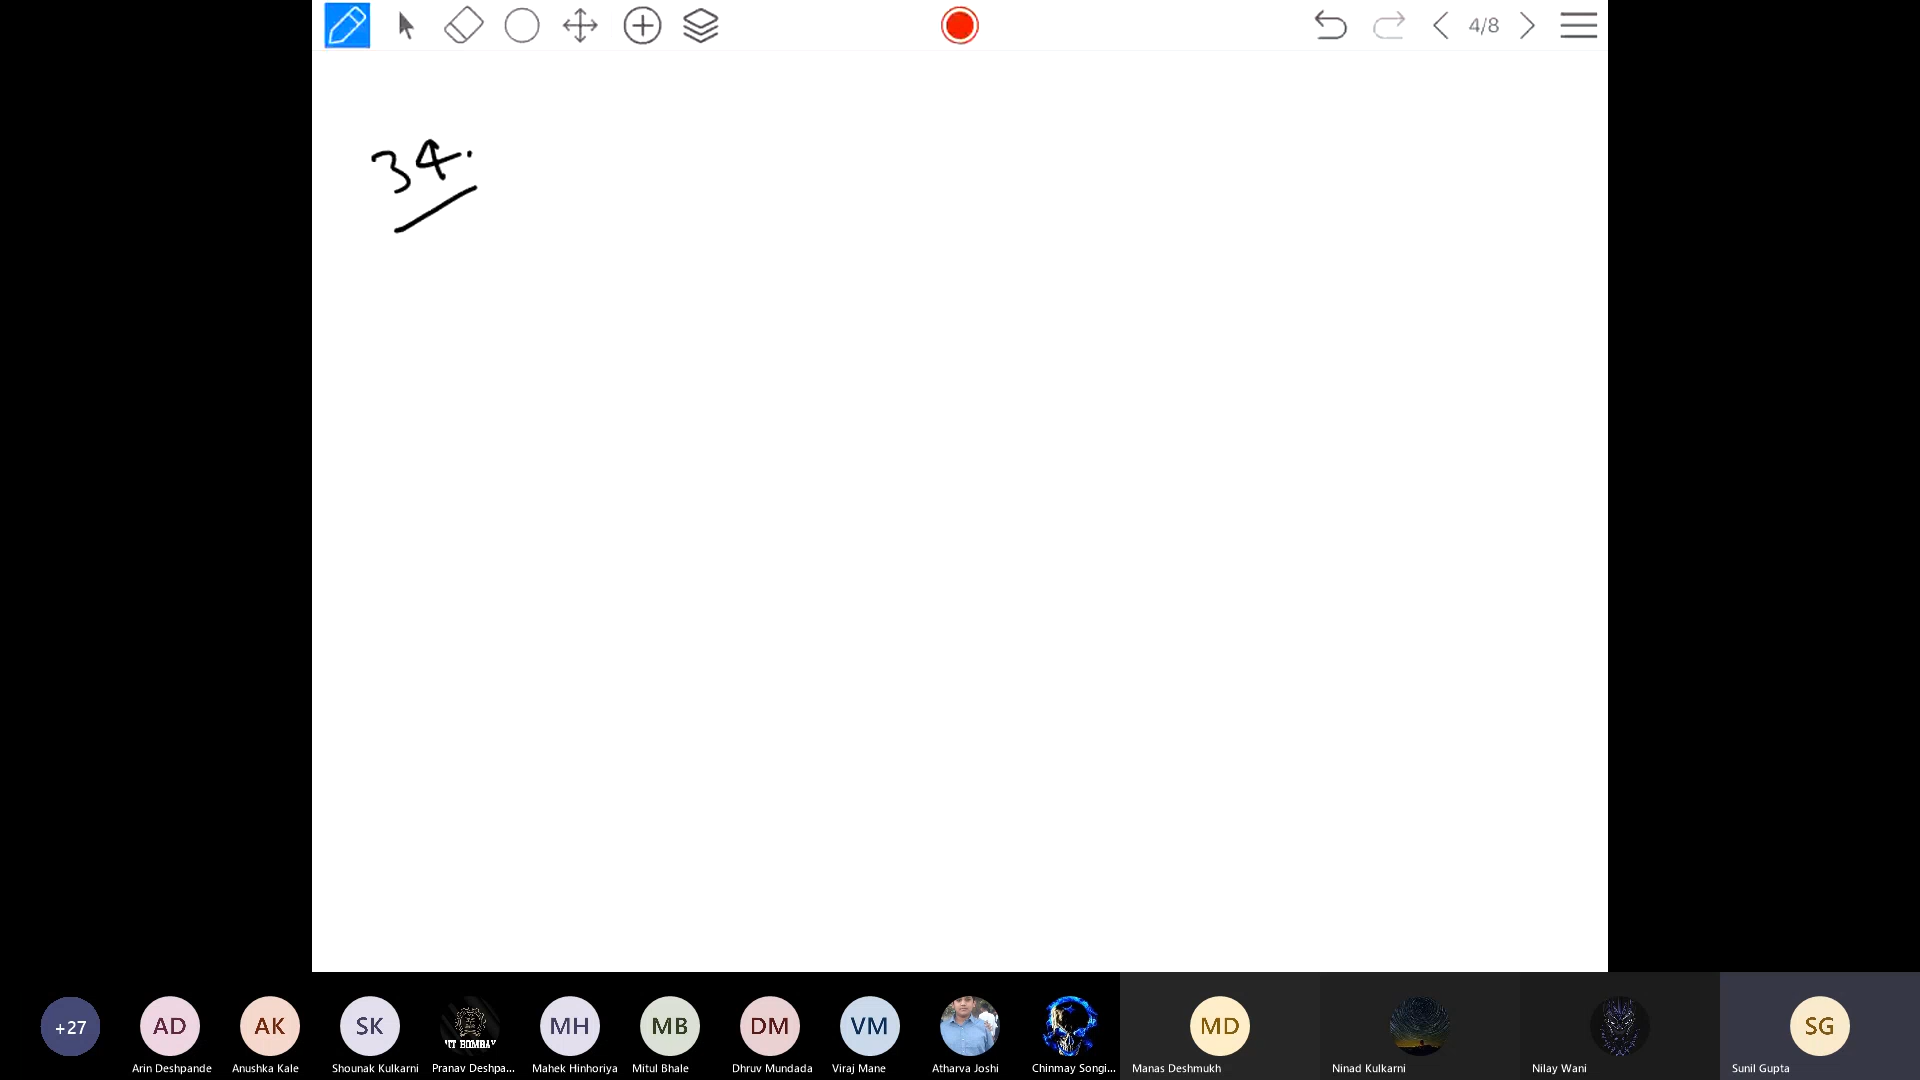 4/8
34.
+27
AD
AK
SK
IIT BOMBAY
MH
MB
DM
VM
MD
SG
Arin Deshpande
Anushka Kale
Shounak Kulkarni
Pranav Deshpa...
Mahek Hinhoriya
Mitul Bhale
Dhruv Mundada
Viraj Mane
Atharva Joshi
Chinmay Songi...
Manas Deshmukh
Ninad Kulkarni
Nilay Wani
Sunil Gupta